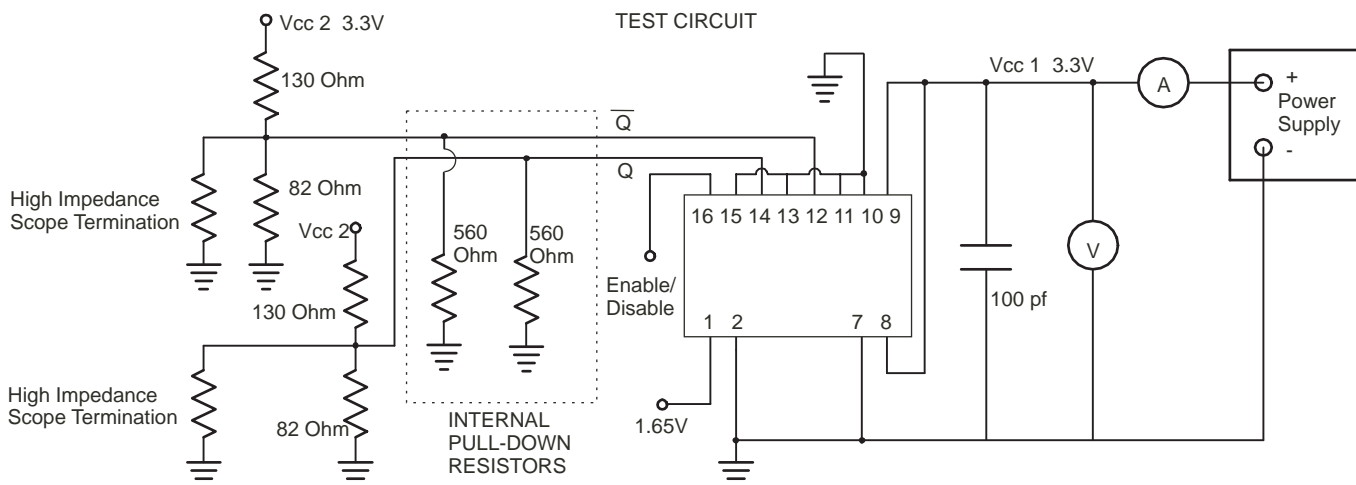 TEST CIRCUIT
Vcc 2 3.3V
130 Ohm
82 Ohm
High Impedance
Scope Termination
Vcc 2
130 Ohm
High Impedance
Scope Termination
82 Ohm
560
Ohm
560
Ohm
INTERNAL
PULL-DOWN
RESISTORS
Q̅
Q
Enable/
Disable
16 15 14 13 12 11 10 9
1 2 7 8
1.65V
Vcc 1 3.3V
100 pf
A
V
+
Power
Supply
-